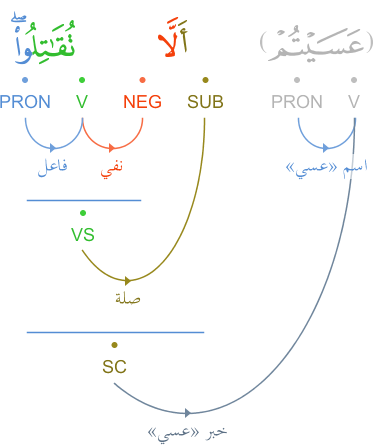 (عَسَيْتُمْ) أَلَّا تُقَٰتِلُوا۟ ۖ
V PRON SUB NEG V PRON
اسم «عسي» نفي فاعل
VS
صلة
SC
خبر «عسي»